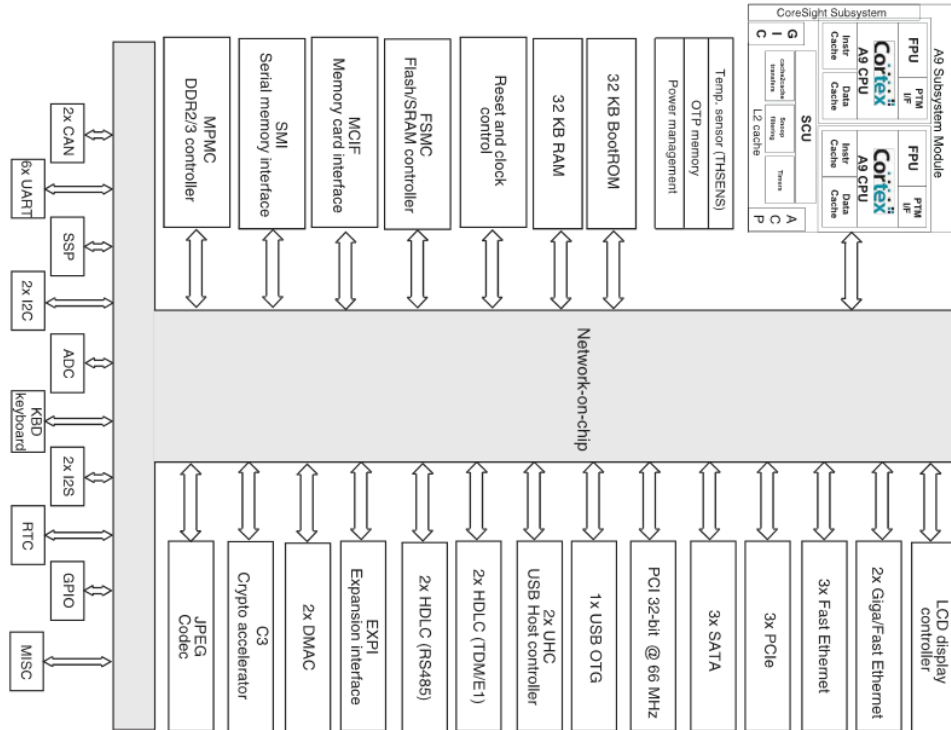 A9 Subsystem Module
FPU
PTM
I/F
Cortex
A9 CPU
Instr
Cache
Data
Cache
FPU
PTM
I/F
Cortex
A9 CPU
Instr
Cache
Data
Cache
SCU
cache2cache
transfers
Snoop
filtering
Timers
L2 cache
G
I
C
A
C
P
CoreSight Subsystem
Temp. sensor (THSENS)
OTP memory
Power management
32 KB BootROM
32 KB RAM
Reset and clock
control
FSMC
Flash/SRAM controller
MCIF
Memory card interface
SMI
Serial memory interface
MPMC
DDR2/3 controller
Network-on-chip
LCD display
controller
2x Giga/Fast Ethernet
3x Fast Ethernet
3x PCIe
3x SATA
PCI 32-bit @ 66 MHz
1x USB OTG
2x UHC
USB Host controller
2x HDLC (TDM/E1)
2x HDLC (RS485)
EXPI
Expansion interface
2x DMAC
C3
Crypto accelerator
JPEG
Codec
2x CAN
6x UART
SSP
2x I2C
ADC
KBD
keyboard
2x I2S
RTC
GPIO
MISC